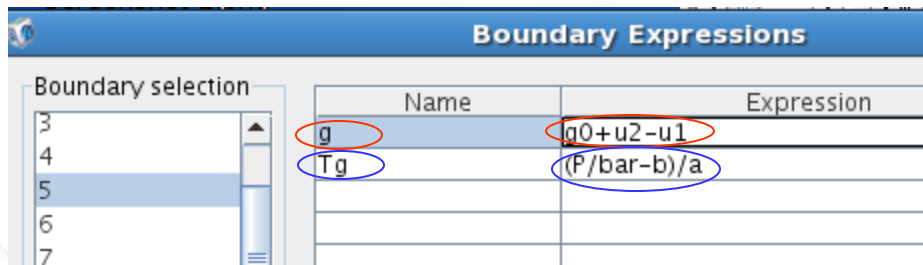 Boundary Expressions
Boundary selection
Name Expression
3
g g0+u2-u1
4
Tg (P/bar-b)/a
5
6
7